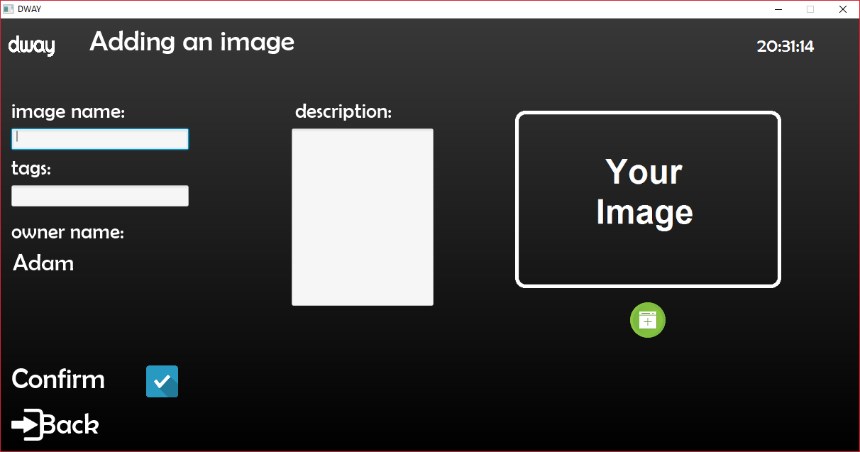 DWAY
dway Adding an image 20:31:14
image name:
tags:
owner name:
Adam
description:
Your
Image
Confirm
Back